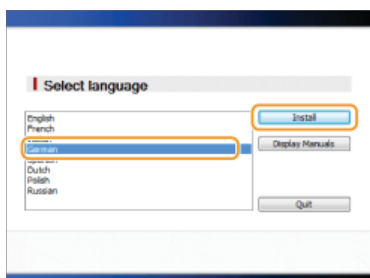 Select language
English
French
German
Dutch
Polish
Russian
Install
Display Manuals
Quit